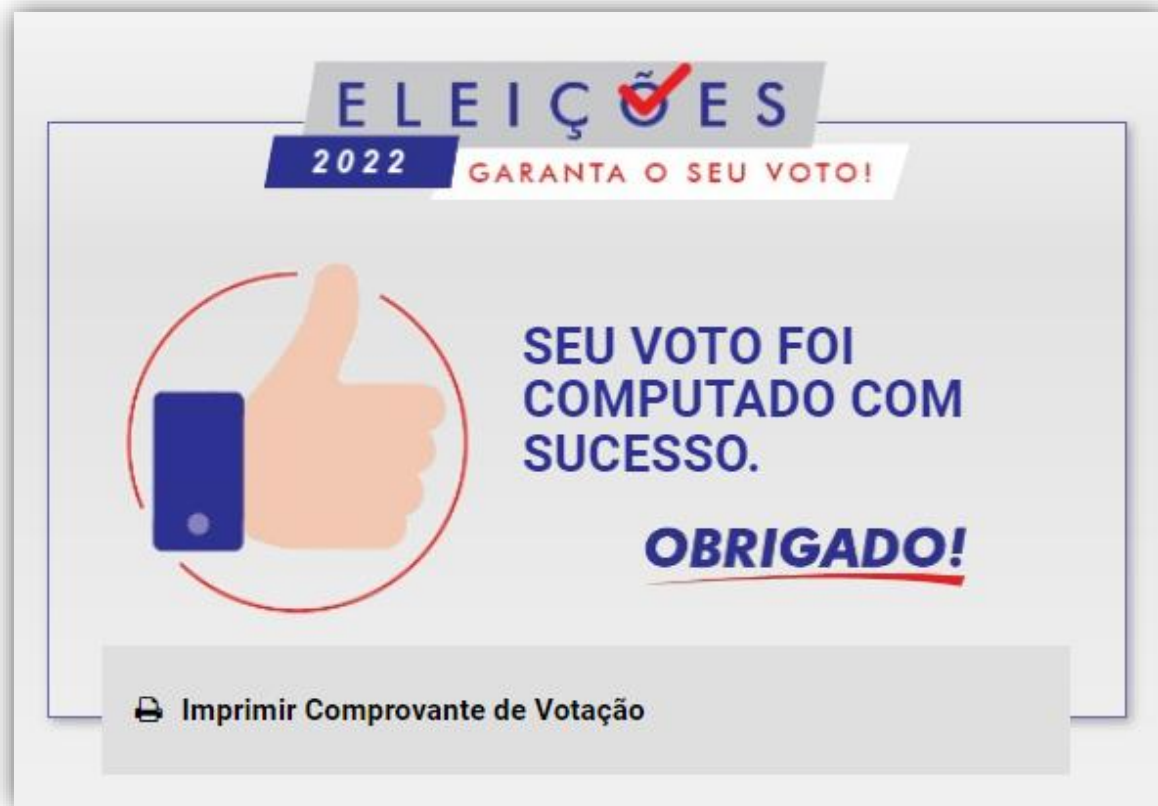 ELEIÇÕES
2022 GARANTA O SEU VOTO!
SEU VOTO FOI
COMPUTADO COM
SUCESSO.
OBRIGADO!
Imprimir Comprovante de Votação